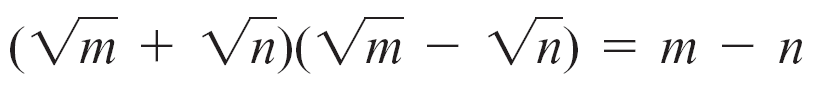 (√m + √n)(√m − √n) = m − n